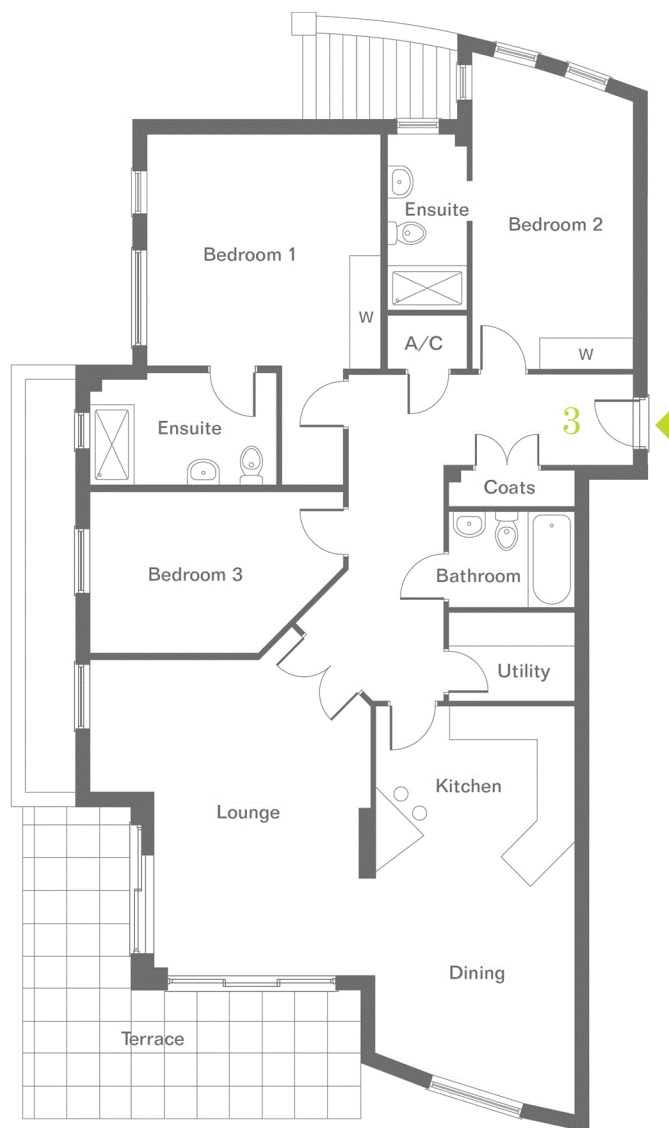 Ensuite
Bedroom 2
Bedroom 1
W
A/C
W
3
Ensuite
Coats
Bedroom 3
Bathroom
Utility
Kitchen
Lounge
Dining
Terrace